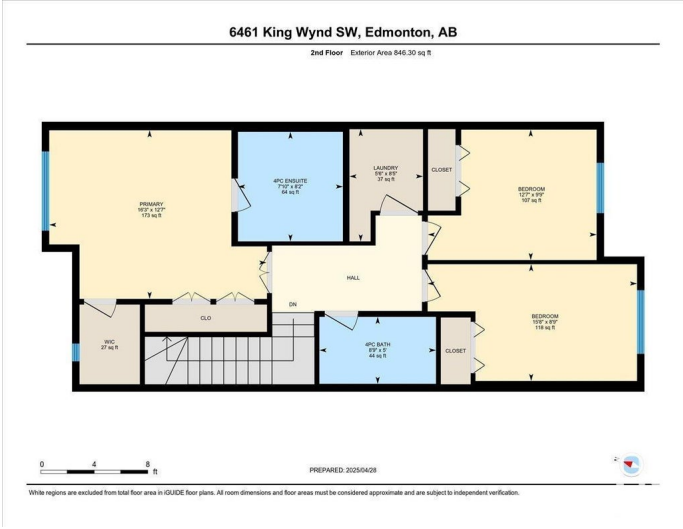 6461 King Wynd SW, Edmonton, AB
2nd Floor   Exterior Area 846.30 sq ft
PRIMARY
16'3" x 12'7"
173 sq ft
4PC ENSUITE
7'10" x 8'2"
64 sq ft
LAUNDRY
5'6" x 8'5"
37 sq ft
CLOSET
BEDROOM
12'7" x 9'9"
107 sq ft
HALL
DN
CLO
WIC
27 sq ft
4PC BATH
8'9" x 5'
44 sq ft
CLOSET
BEDROOM
15'8" x 8'9"
118 sq ft
0 4 8 ft
PREPARED: 2025/04/28
White regions are excluded from total floor area in iGUIDE floor plans. All room dimensions and floor areas must be considered approximate and are subject to independent verification.